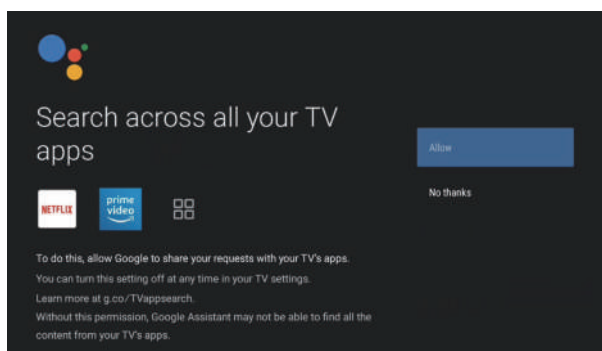 Search across all your TV
apps
Allow
No thanks
NETFLIX
prime
video
To do this, allow Google to share your requests with your TV's apps.
You can turn this setting off at any time in your TV settings.
Learn more at g.co/TVappsearch.
Without this permission, Google Assistant may not be able to find all the
content from your TV's apps.